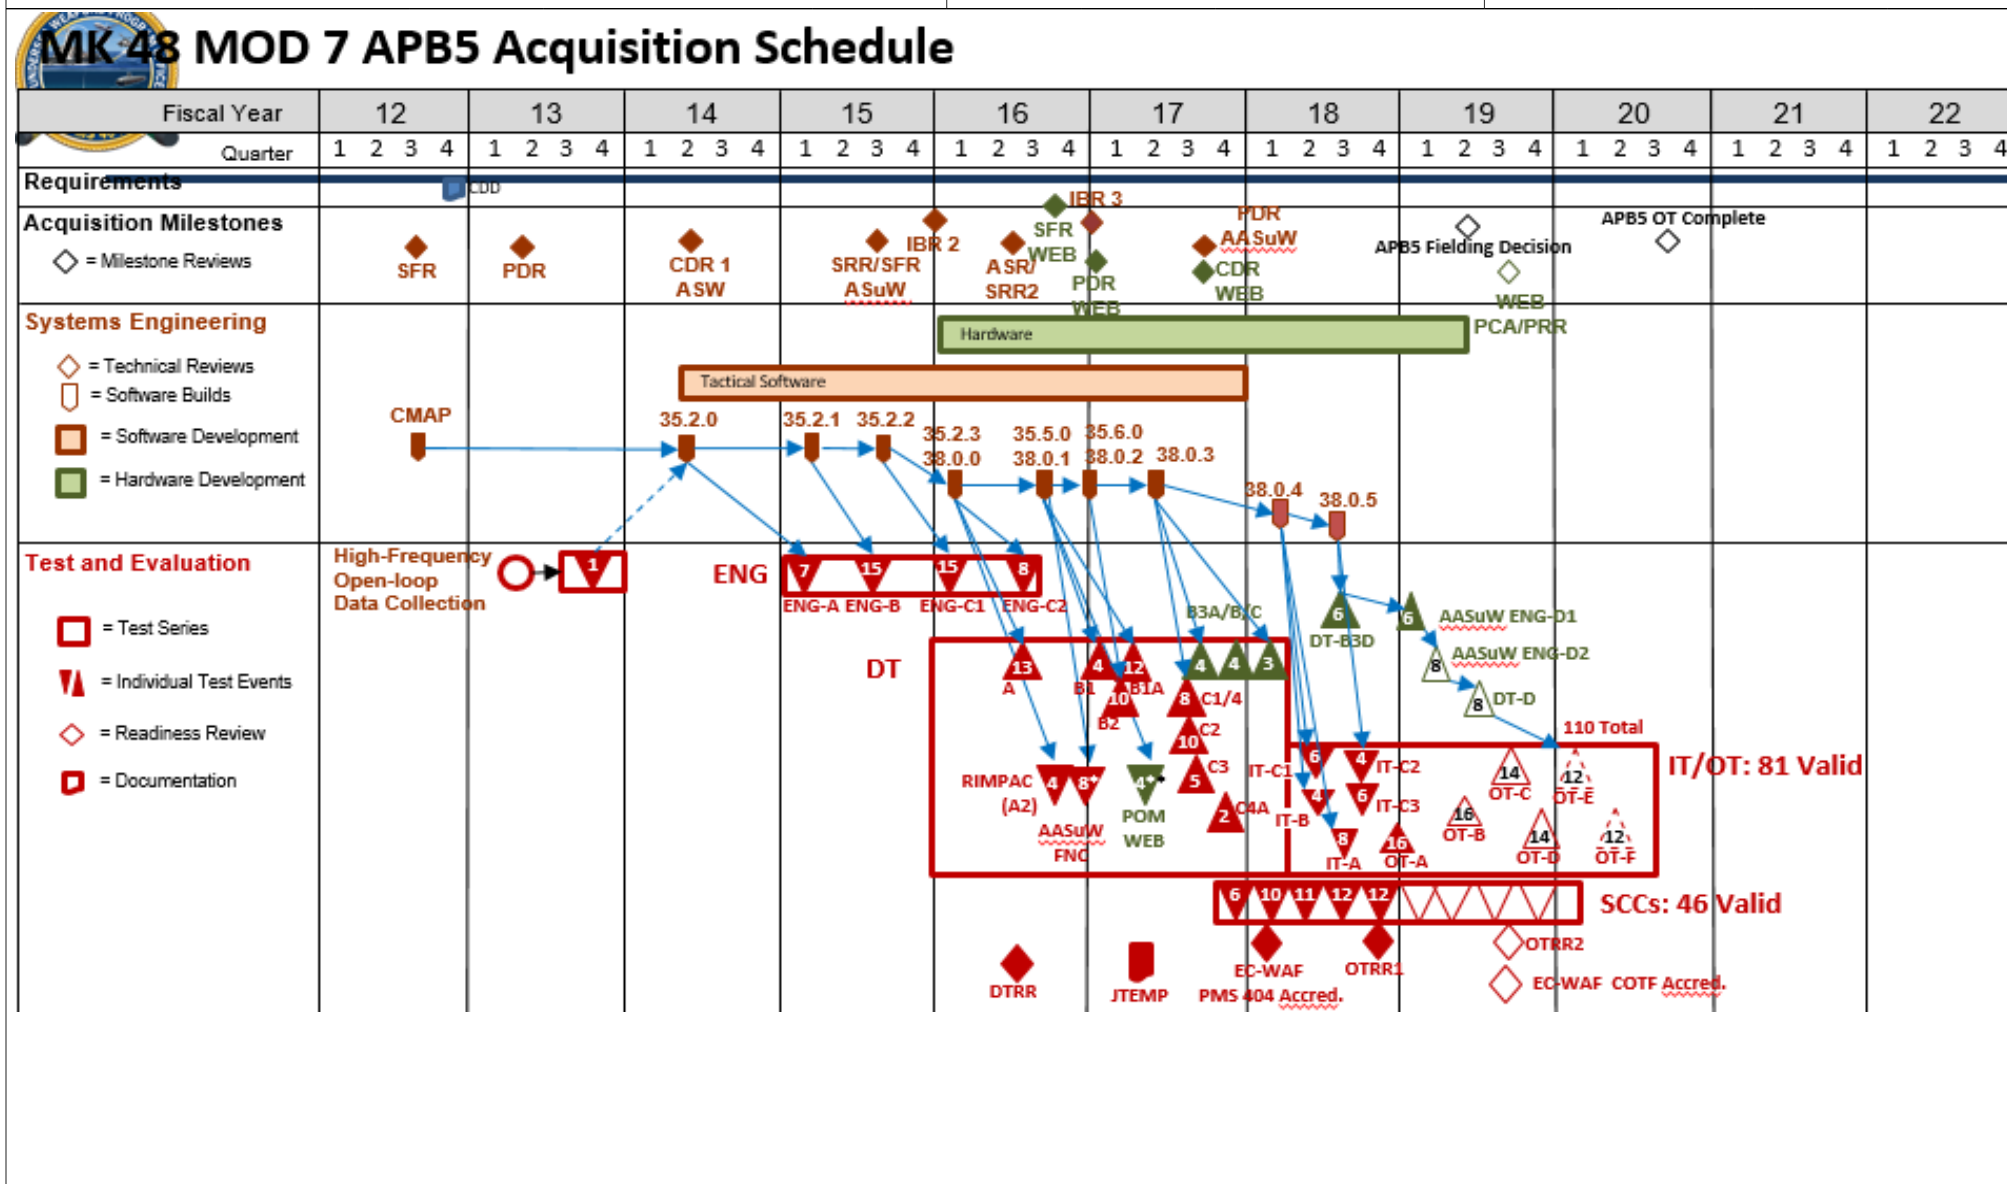 MK 48 MOD 7 APB5 Acquisition Schedule
Fiscal Year 12 13 14 15 16 17 18 19 20 21 22
Quarter 1 2 3 4 1 2 3 4 1 2 3 4 1 2 3 4 1 2 3 4 1 2 3 4 1 2 3 4 1 2 3 4 1 2 3 4 1 2 3 4 1 2 3 4
Requirements
CDD
Acquisition Milestones
= Milestone Reviews
SFR
PDR
CDR 1
ASW
SRR/SFR
ASuW
IBR 2
ASR/
SRR2
SFR
WEB
IBR 3
PDR
WEB
PDR
AASuW
CDR
WEB
APB5 Fielding Decision
APB5 OT Complete
WEB
PCA/PRR
Systems Engineering
= Technical Reviews
= Software Builds
= Software Development
= Hardware Development
Hardware
Tactical Software
CMAP
35.2.0
35.2.1
35.2.2
35.2.3
38.0.0
35.5.0
38.0.1
35.6.0
38.0.2
38.0.3
38.0.4
38.0.5
Test and Evaluation
= Test Series
= Individual Test Events
= Readiness Review
= Documentation
High-Frequency
Open-loop
Data Collection
1
ENG
7 15 15 8
ENG-A ENG-B ENG-C1 ENG-C2
DT
13
A
4
B1
12
B1A
10
B2
B3A/B/C
4 4 3
8 C1/4
10 C2
5 C3
2 C4A
RIMPAC
(A2)
4
8*
AASuW
FNC
4*
POM
WEB
6
DT-B3D
6 AASuW ENG-D1
8 AASuW ENG-D2
8 DT-D
110 Total
IT/OT: 81 Valid
IT-C1 6
4 IT-C2
IT-B 4
6 IT-C3
8
IT-A
16
OT-A
16
OT-B
14
OT-C
14
OT-D
12
OT-E
12
OT-F
6 10 11 12 12
SCCs: 46 Valid
DTRR
JTEMP
EC-WAF
PMS 404 Accred.
OTRR1
OTRR2
EC-WAF COTF Accred.